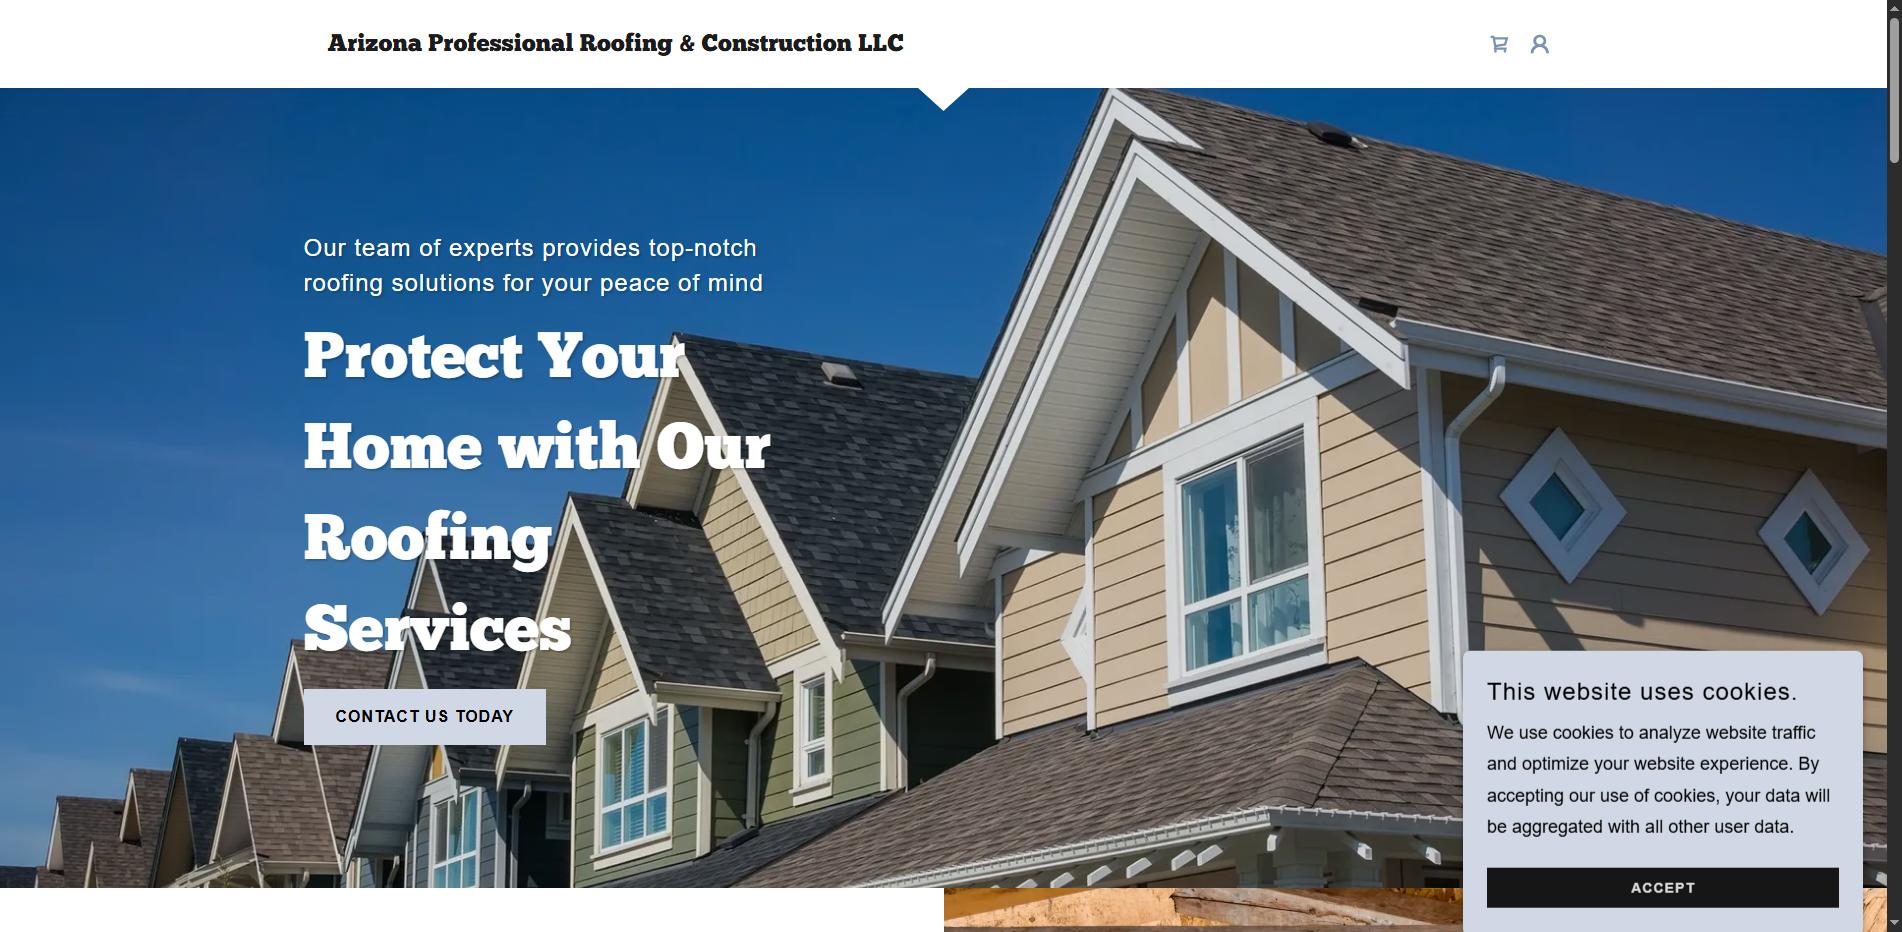 Arizona Professional Roofing & Construction LLC
Our team of experts provides top-notch
roofing solutions for your peace of mind
Protect Your
Home with Our
Roofing
Services
CONTACT US TODAY
This website uses cookies.
We use cookies to analyze website traffic
and optimize your website experience. By
accepting our use of cookies, your data will
be aggregated with all other user data.
ACCEPT